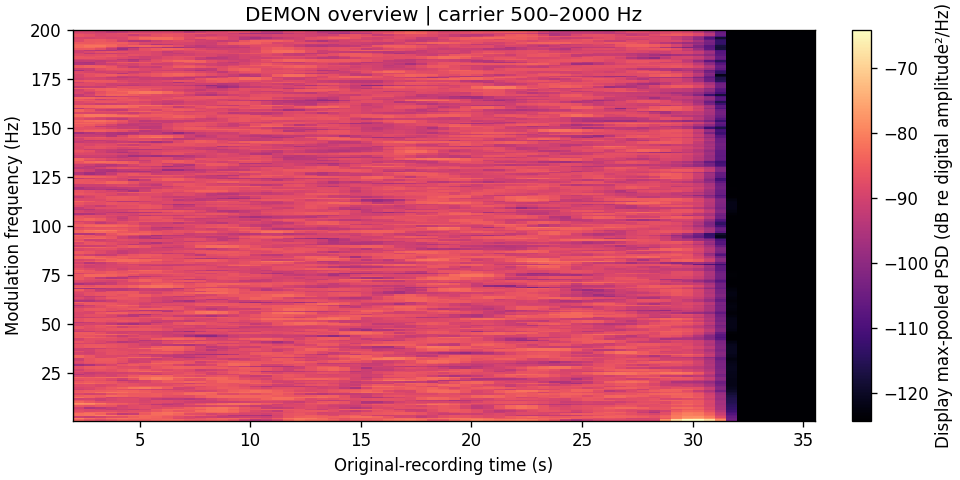 DEMON overview | carrier 500–2000 Hz
200
175
150
125
100
75
50
25
Modulation frequency (Hz)
5 10 15 20 25 30 35
Original-recording time (s)
−70
−80
−90
−100
−110
−120
Display max-pooled PSD (dB re digital amplitude²/Hz)